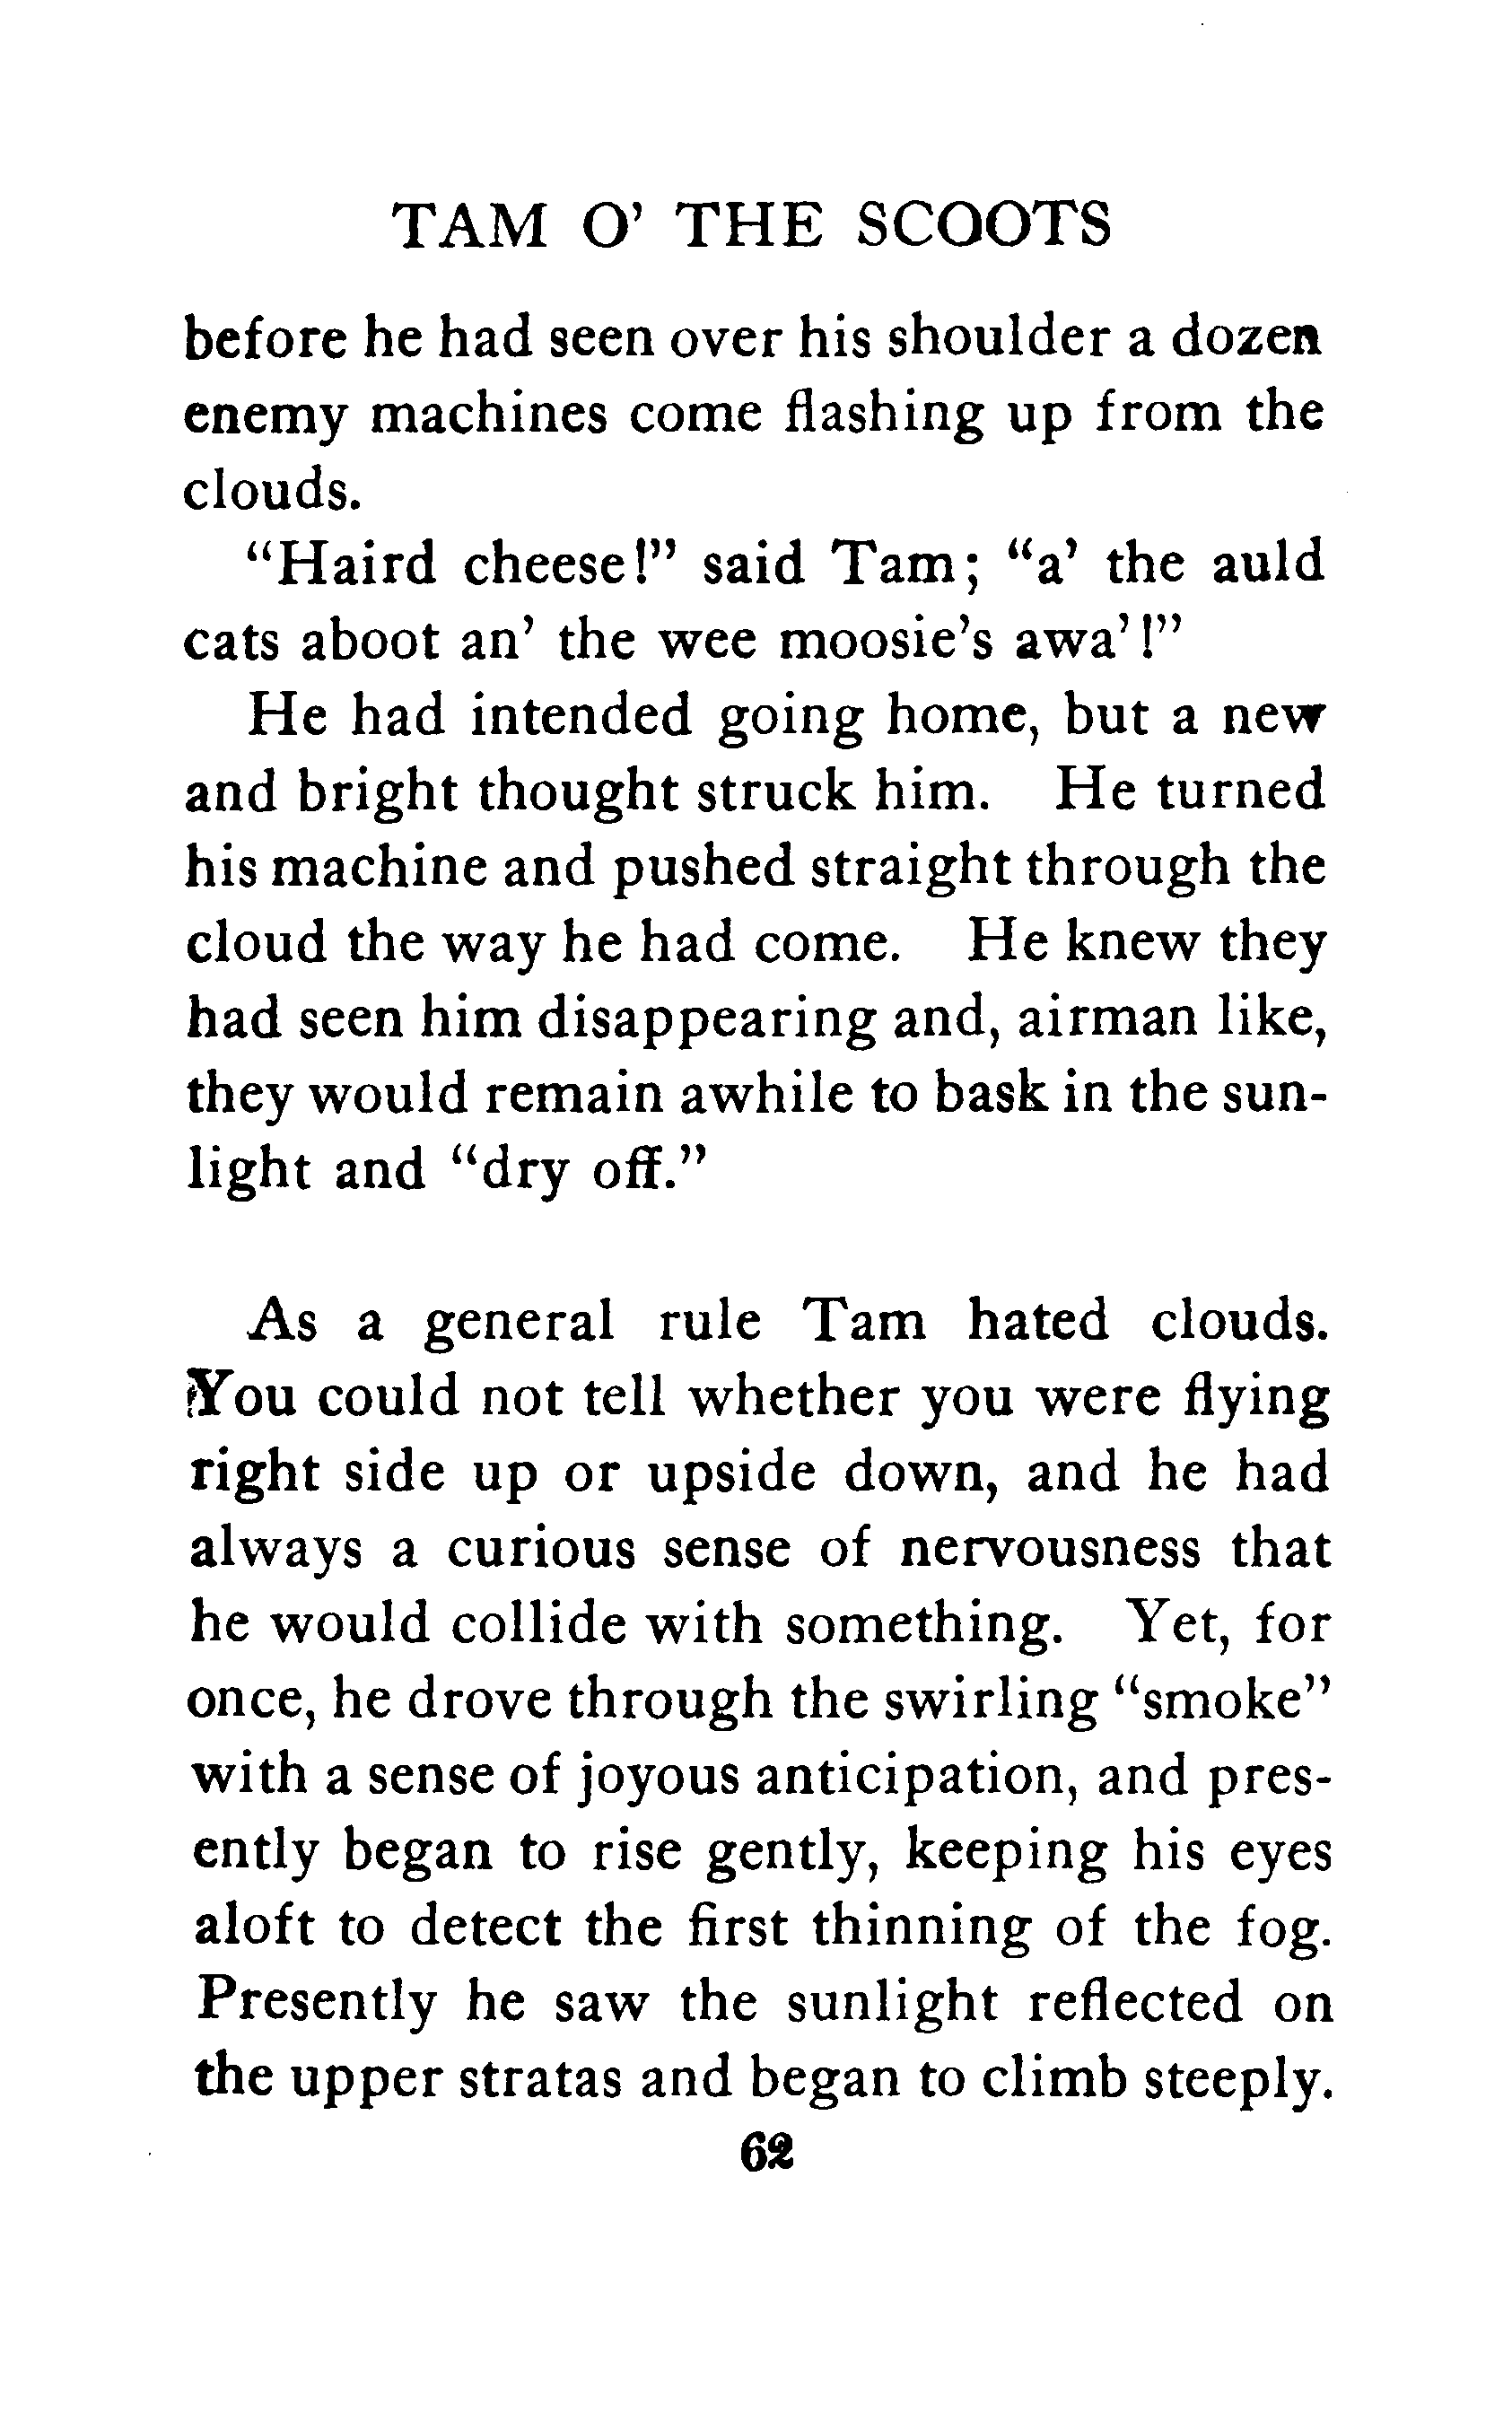 TAM O' THE SCOOTS
before he had seen over his shoulder a dozen
enemy machines come flashing up from the
clouds.
"Haird cheese!" said Tam; "a' the auld
cats aboot an' the wee moosie's awa'!"
He had intended going home, but a new
and bright thought struck him. He turned
his machine and pushed straight through the
cloud the way he had come. He knew they
had seen him disappearing and, airman like,
they would remain awhile to bask in the sun-
light and "dry off."
As a general rule Tam hated clouds.
You could not tell whether you were flying
right side up or upside down, and he had
always a curious sense of nervousness that
he would collide with something. Yet, for
once, he drove through the swirling "smoke"
with a sense of joyous anticipation, and pres-
ently began to rise gently, keeping his eyes
aloft to detect the first thinning of the fog.
Presently he saw the sunlight reflected on
the upper stratas and began to climb steeply.
62